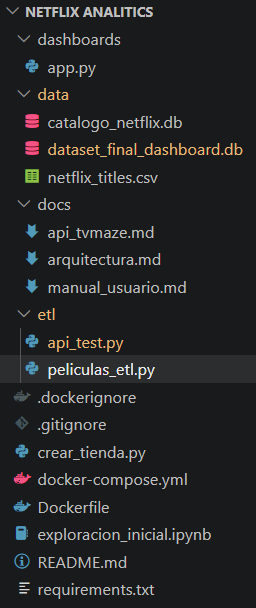 NETFLIX ANALITICS
dashboards
app.py
data
catalogo_netflix.db
dataset_final_dashboard.db
netflix_titles.csv
docs
api_tvmaze.md
arquitectura.md
manual_usuario.md
etl
api_test.py
peliculas_etl.py
.dockerignore
.gitignore
crear_tienda.py
docker-compose.yml
Dockerfile
exploracion_inicial.ipynb
README.md
requirements.txt